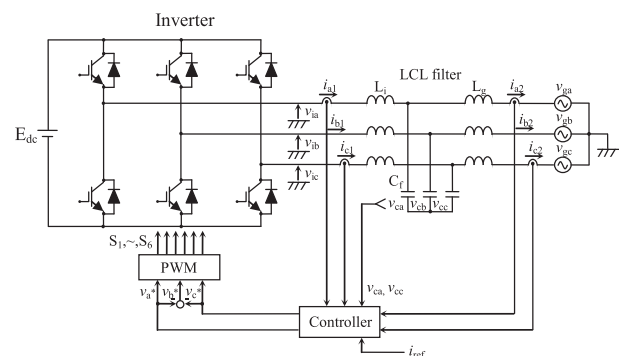 Inverter
LCL filter
i_a1
L_i
L_g
i_a2
v_ga
i_b1
v_ia
i_b2
v_gb
E_dc
v_ib
i_c1
i_c2
v_gc
v_ic
C_f
v_ca
v_cb
v_cc
S_1,~,S_6
PWM
v_ca, v_cc
v_a*
v_b*
v_c*
- -
Controller
i_ref